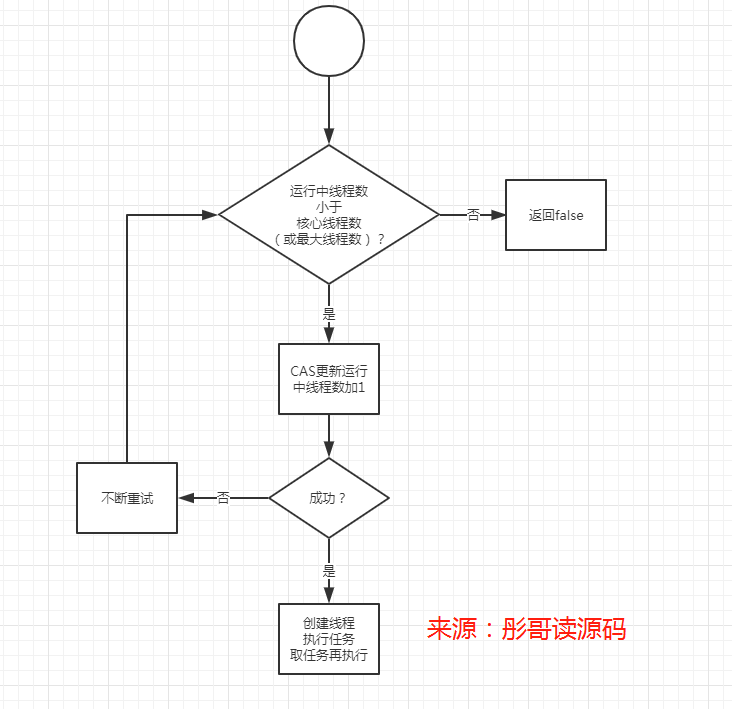 运行中线程数
小于
核心线程数
（或最大线程数）？
否
返回false
是
CAS更新运行
中线程数加1
不断重试
否
成功？
是
创建线程
执行任务
取任务再执行
来源：彤哥读源码